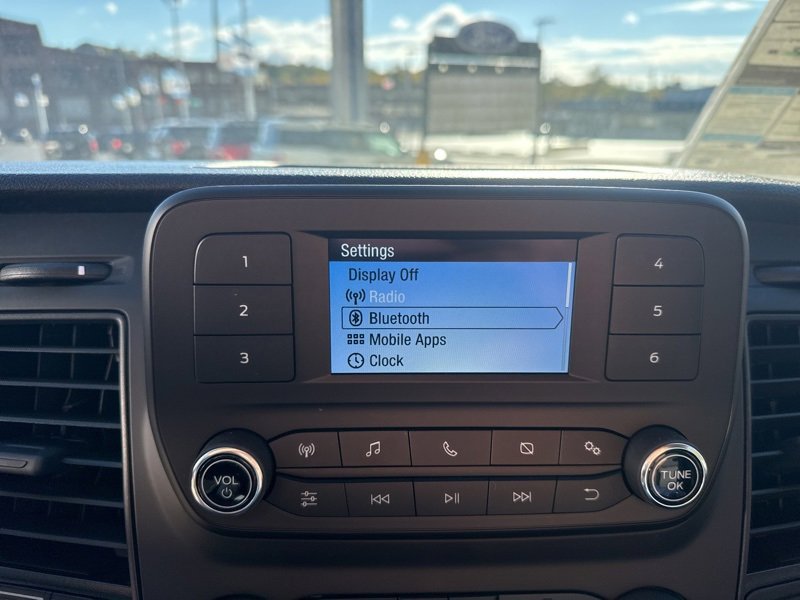 Settings
Display Off
Radio
Bluetooth
Mobile Apps
Clock
1
2
3
4
5
6
VOL
TUNE
OK